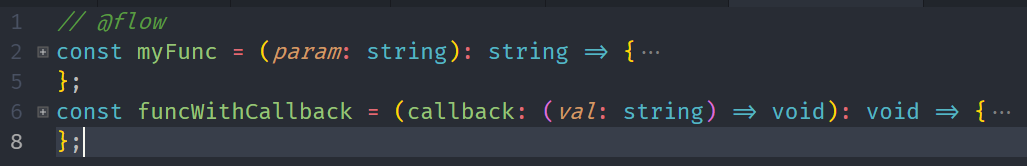 1 // @flow
2 const myFunc = (param: string): string => {···
5 };
6 const funcWithCallback = (callback: (val: string) => void): void => {···
8 };